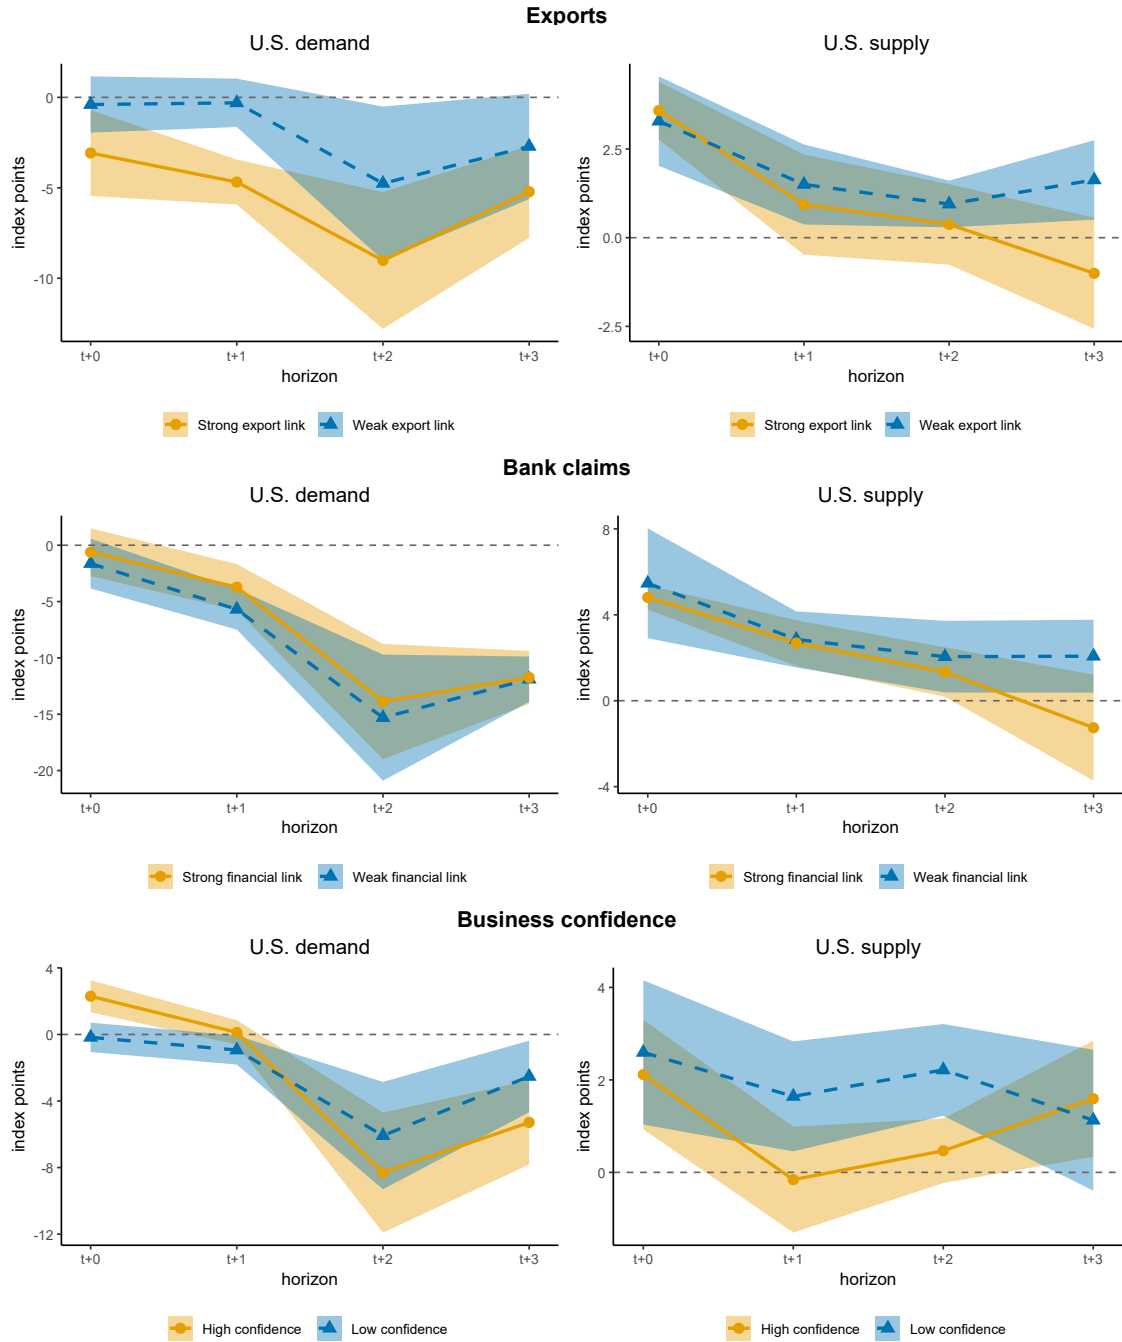 Exports
U.S. demand
U.S. supply
index points
0
-5
-10
t+0
t+1
t+2
t+3
horizon
index points
2.5
0.0
-2.5
t+0
t+1
t+2
t+3
horizon
Strong export link
Weak export link
Strong export link
Weak export link
Bank claims
U.S. demand
U.S. supply
index points
0
-5
-10
-15
-20
t+0
t+1
t+2
t+3
horizon
index points
8
4
0
-4
t+0
t+1
t+2
t+3
horizon
Strong financial link
Weak financial link
Strong financial link
Weak financial link
Business confidence
U.S. demand
U.S. supply
index points
4
0
-4
-8
-12
t+0
t+1
t+2
t+3
horizon
index points
4
2
0
t+0
t+1
t+2
t+3
horizon
High confidence
Low confidence
High confidence
Low confidence